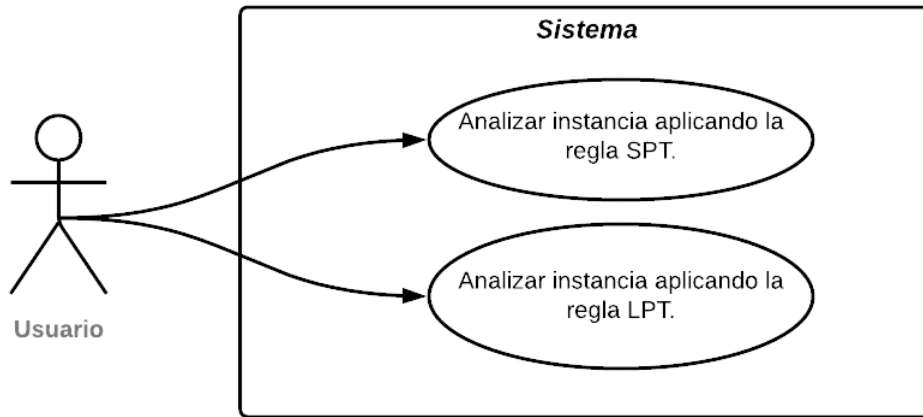 Sistema
Analizar instancia aplicando la
regla SPT.
Analizar instancia aplicando la
regla LPT.
Usuario